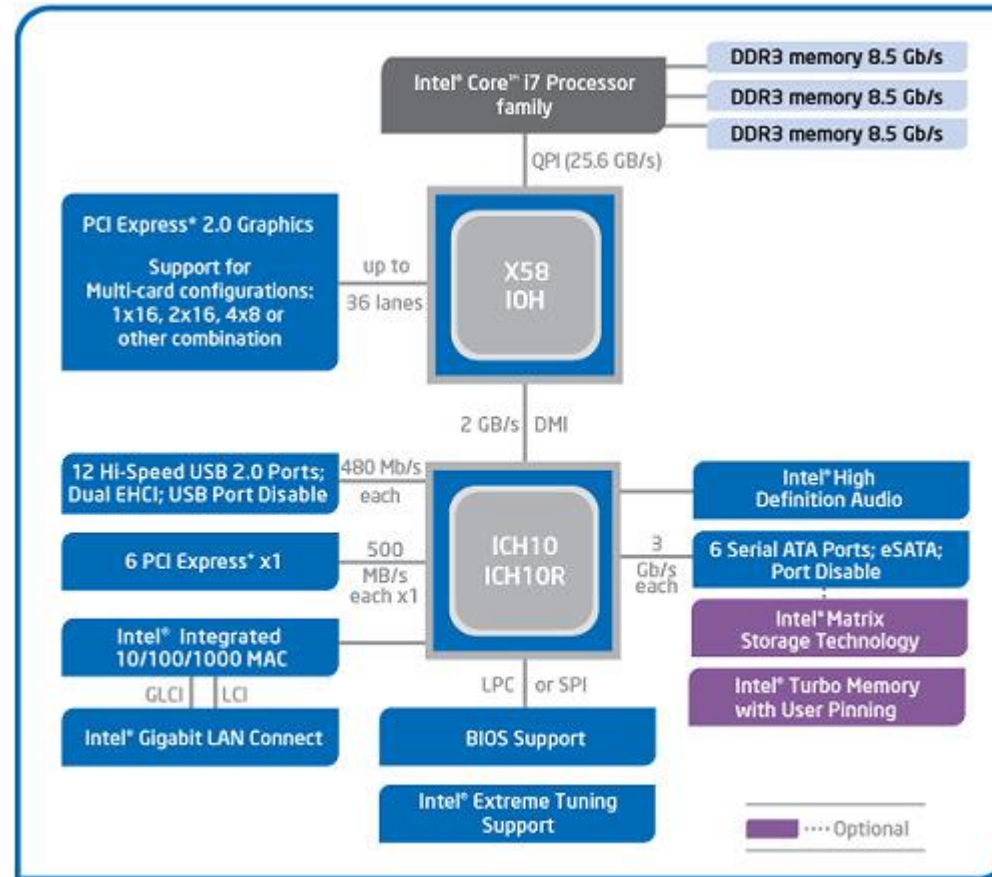 Intel® Core™ i7 Processor
family
DDR3 memory 8.5 Gb/s
DDR3 memory 8.5 Gb/s
DDR3 memory 8.5 Gb/s
QPI (25.6 GB/s)
PCI Express* 2.0 Graphics
Support for
Multi-card configurations:
1x16, 2x16, 4x8 or
other combination
up to
36 lanes
X58
IOH
2 GB/s DMI
12 Hi-Speed USB 2.0 Ports;
Dual EHCI; USB Port Disable
480 Mb/s
each
6 PCI Express* x1
500
MB/s
each x1
Intel® Integrated
10/100/1000 MAC
GLCI LCI
Intel® Gigabit LAN Connect
ICH10
ICH10R
Intel® High
Definition Audio
3
Gb/s
each
6 Serial ATA Ports; eSATA;
Port Disable
Intel® Matrix
Storage Technology
Intel® Turbo Memory
with User Pinning
LPC or SPI
BIOS Support
Intel® Extreme Tuning
Support
Optional